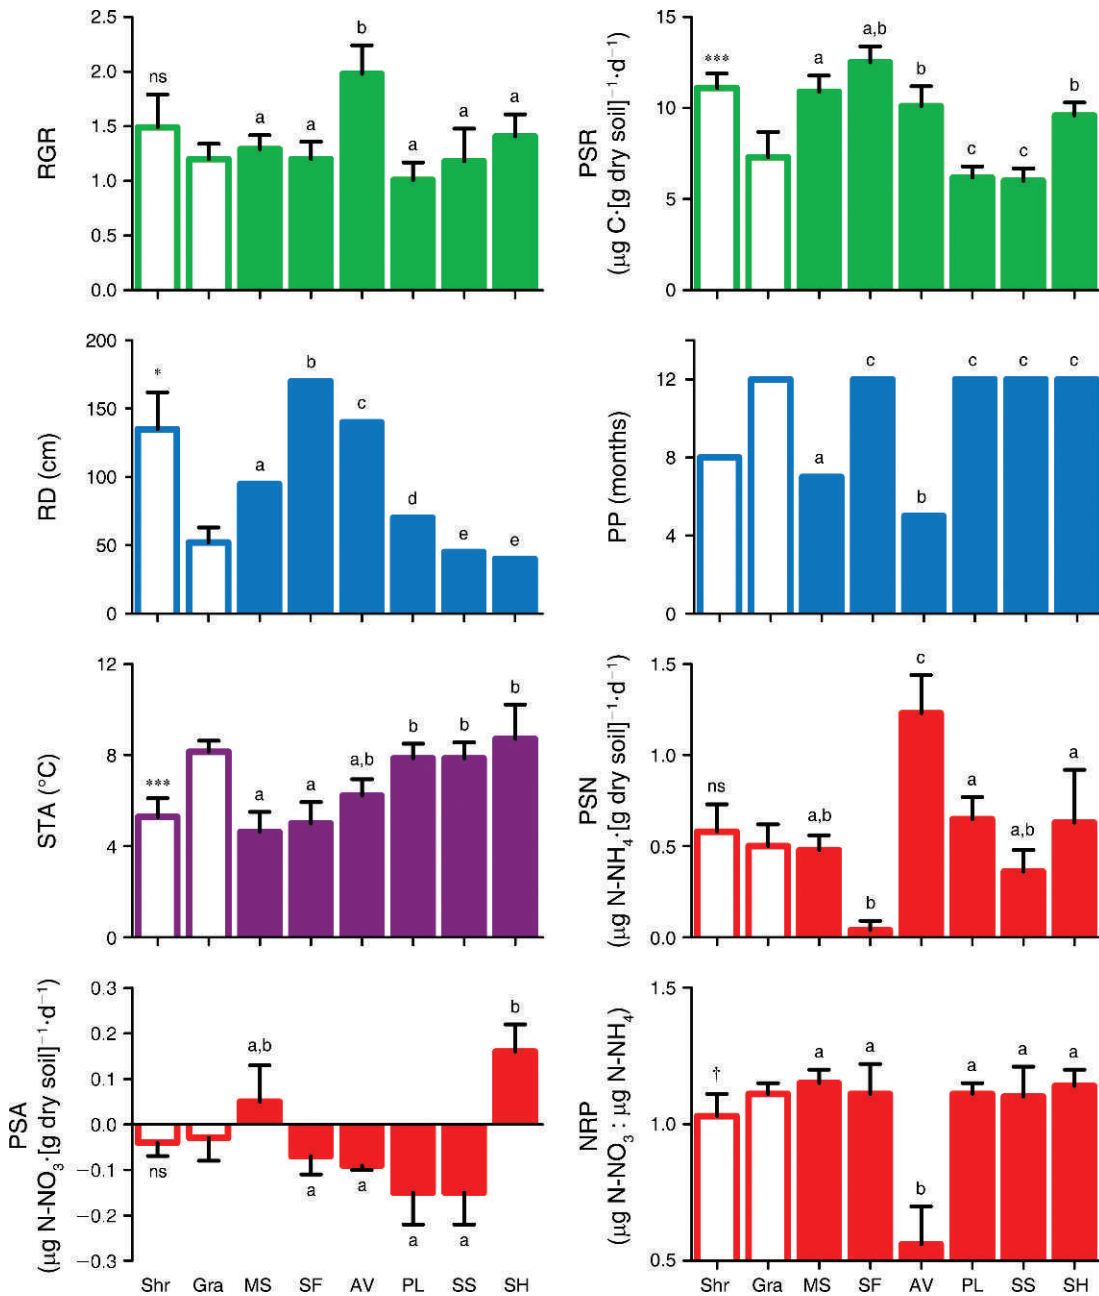 RGR
2.5
2.0
1.5
1.0
0.5
0.0
ns
a
a
b
a
a
a
PSR
(μg C·[g dry soil]⁻¹·d⁻¹)
15
10
5
0
***
a
a,b
b
c
c
b
RD (cm)
200
150
100
50
0
*
a
b
c
d
e
e
PP (months)
12
8
4
0
a
c
b
c
c
c
STA (°C)
12
8
4
0
***
a
a
a,b
b
b
b
PSN
(μg N-NH₄·[g dry soil]⁻¹·d⁻¹)
1.5
1.0
0.5
0.0
ns
a,b
b
c
a
a,b
a
PSA
(μg N-NO₃·[g dry soil]⁻¹·d⁻¹)
0.3
0.2
0.1
0.0
−0.1
−0.2
−0.3
ns
a,b
a
a
a
a
b
Shr Gra MS SF AV PL SS SH
NRP
(μg N-NO₃ : μg N-NH₄)
1.5
1.0
0.5
†
a
a
b
a
a
a
Shr Gra MS SF AV PL SS SH